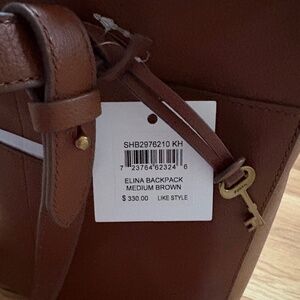 SHB2976210 KH
7 23764 62324 6
ELINA BACKPACK
MEDIUM BROWN
$ 330.00 LIKE STYLE